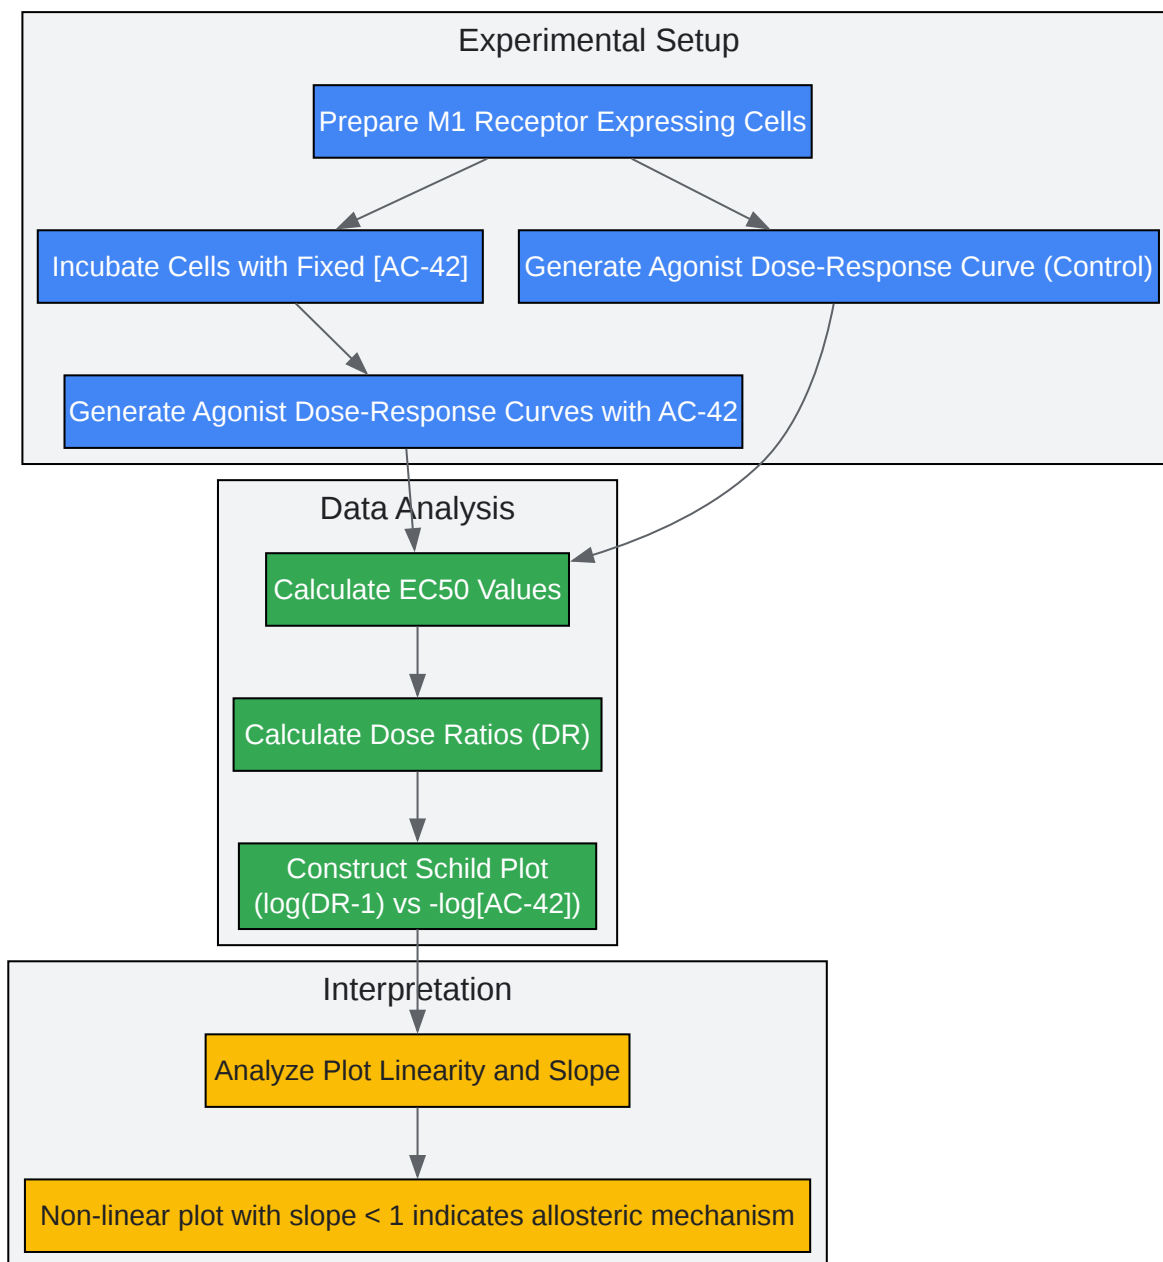 Experimental Setup
Prepare M1 Receptor Expressing Cells
Incubate Cells with Fixed [AC-42]
Generate Agonist Dose-Response Curve (Control)
Generate Agonist Dose-Response Curves with AC-42
Data Analysis
Calculate EC50 Values
Calculate Dose Ratios (DR)
Construct Schild Plot
(log(DR-1) vs -log[AC-42])
Interpretation
Analyze Plot Linearity and Slope
Non-linear plot with slope < 1 indicates allosteric mechanism